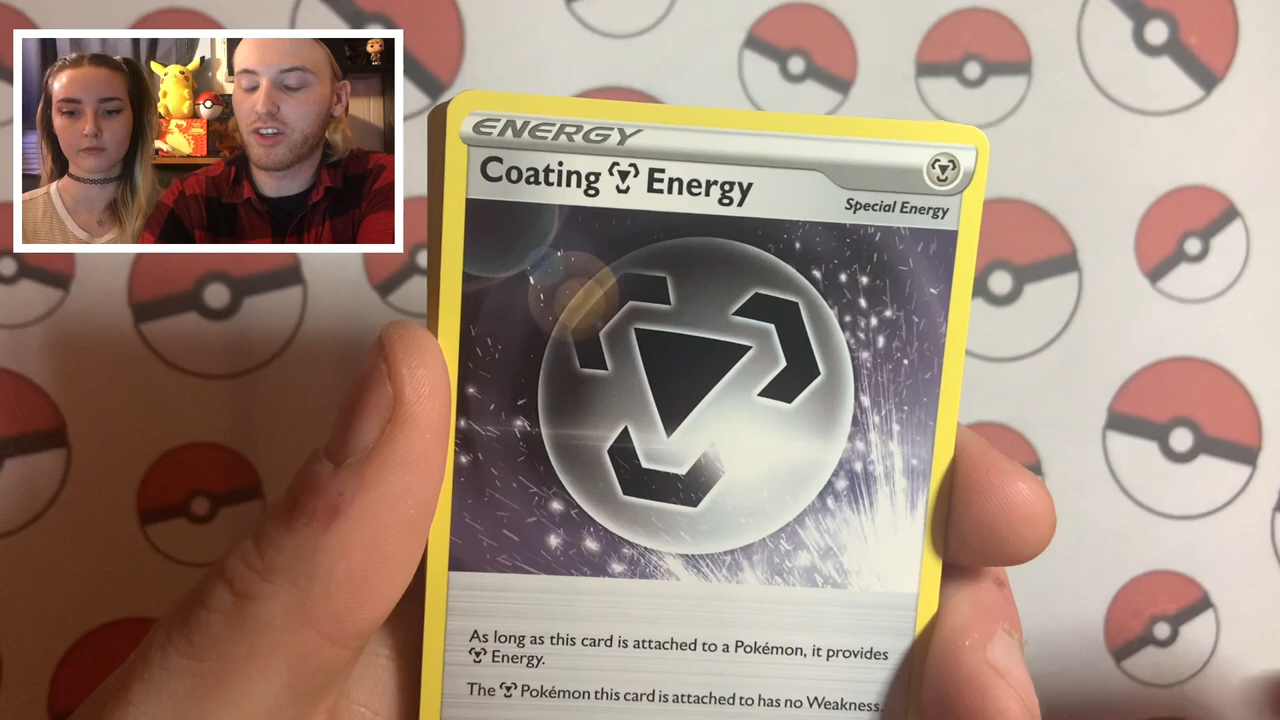 ENERGY
Coating Energy
Special Energy
As long as this card is attached to a Pokémon, it provides
Energy.
The Pokémon this card is attached to has no Weakness.